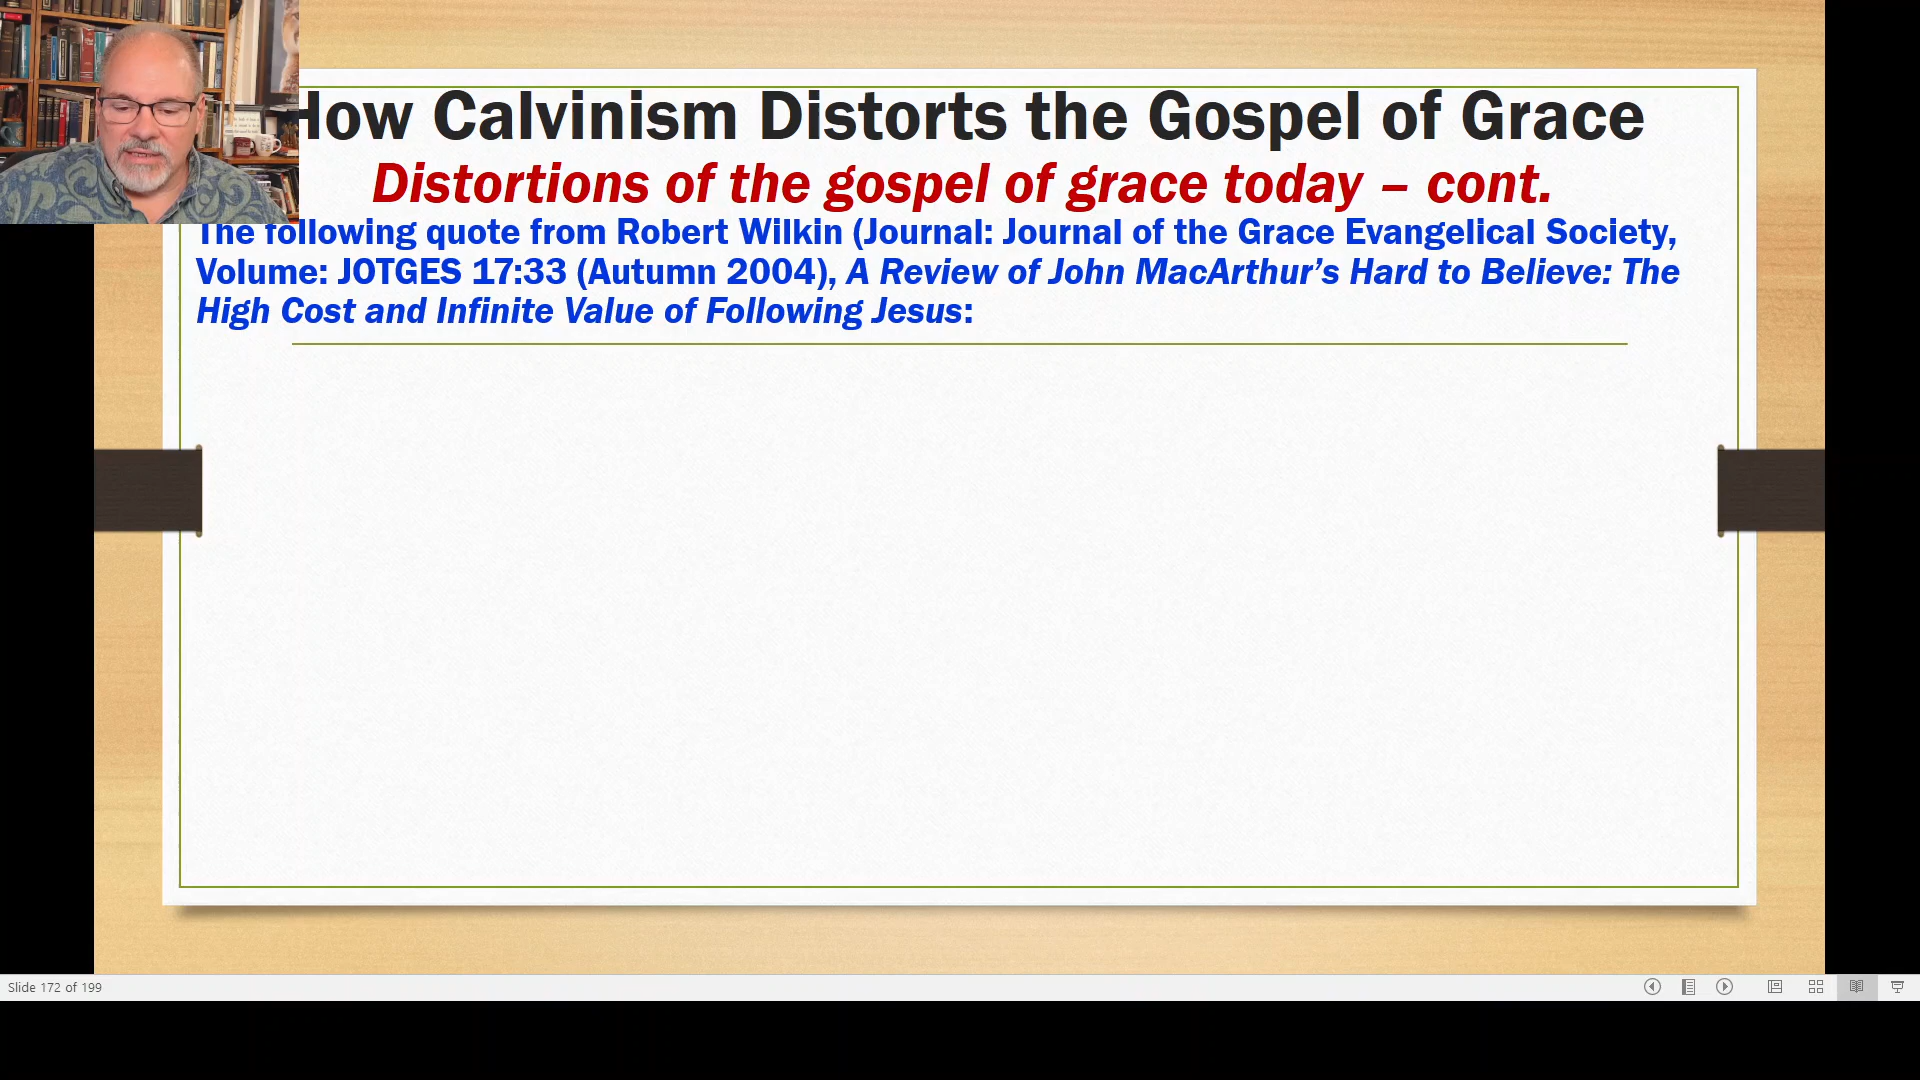 How Calvinism Distorts the Gospel of Grace
Distortions of the gospel of grace today – cont.
The following quote from Robert Wilkin (Journal: Journal of the Grace Evangelical Society,
Volume: JOTGES 17:33 (Autumn 2004), A Review of John MacArthur’s Hard to Believe: The
High Cost and Infinite Value of Following Jesus:
Slide 172 of 199